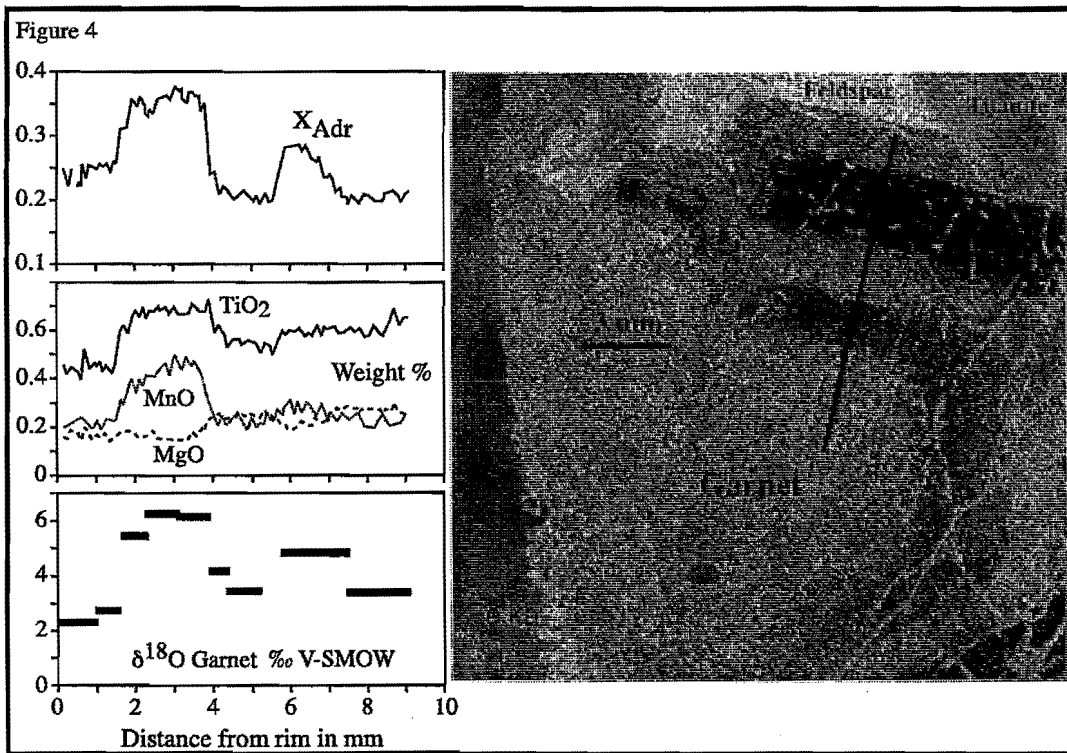 Figure 4
0.4
0.3
0.2
0.1
X Adr
0.6
0.4
0.2
0
TiO2
Weight %
MnO
MgO
6
4
2
0
δ18O Garnet ‰ V-SMOW
0 2 4 6 8 10
Distance from rim in mm
Feldspar
Garnet